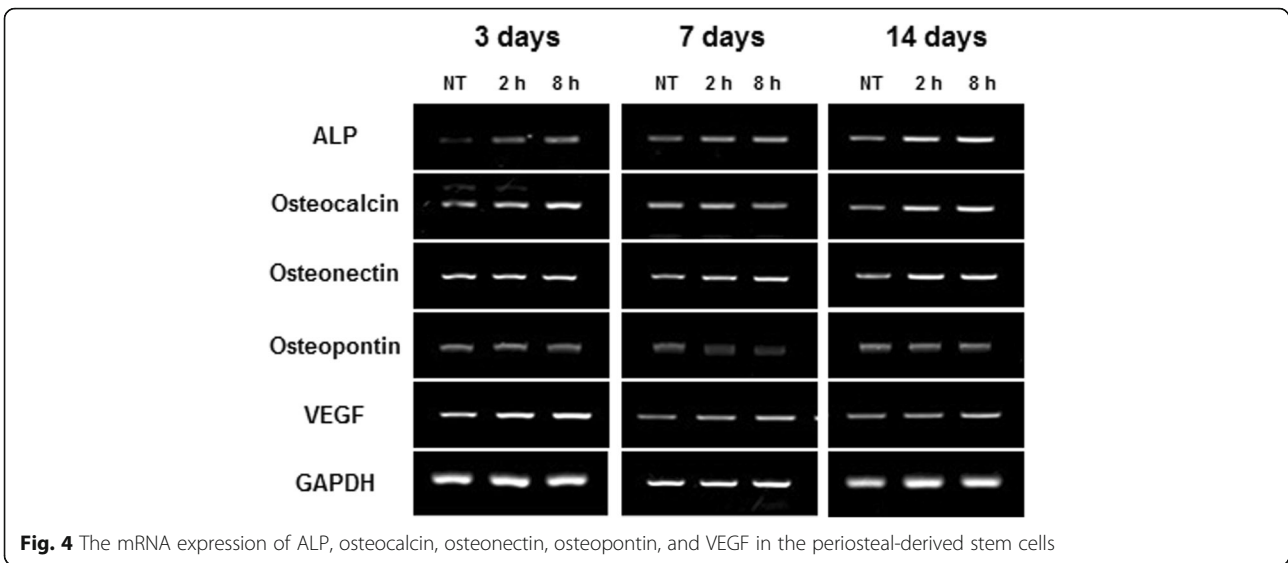 3 days 7 days 14 days
NT 2 h 8 h NT 2 h 8 h NT 2 h 8 h
ALP
Osteocalcin
Osteonectin
Osteopontin
VEGF
GAPDH
Fig. 4 The mRNA expression of ALP, osteocalcin, osteonectin, osteopontin, and VEGF in the periosteal-derived stem cells